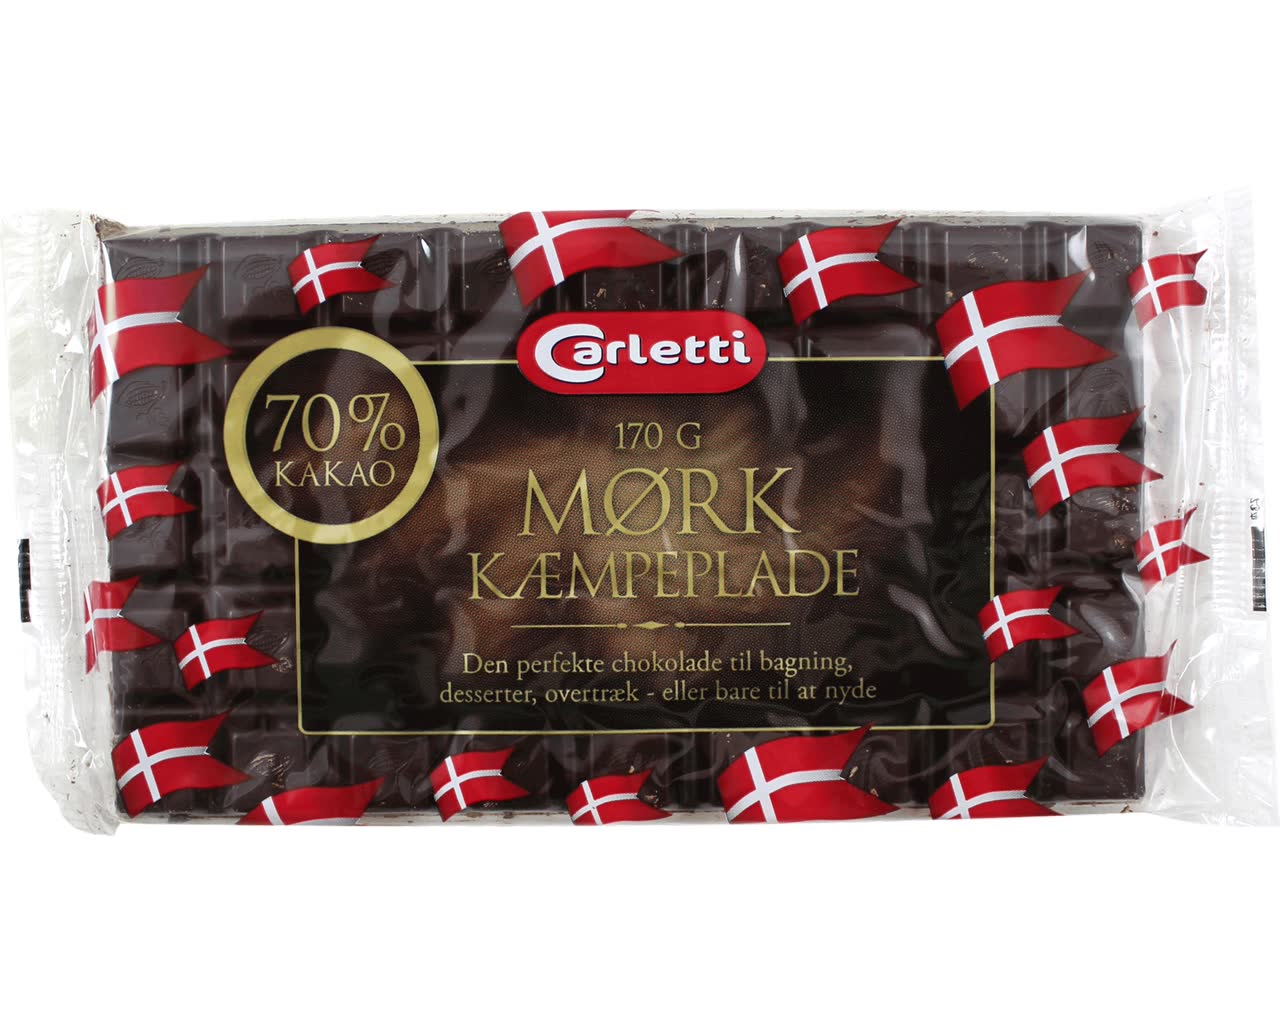 Carletti
70%
KAKAO
170 G
MØRK
KÆMPEPLADE
Den perfekte chokolade til bagning,
desserter, overtræk - eller bare til at nyde